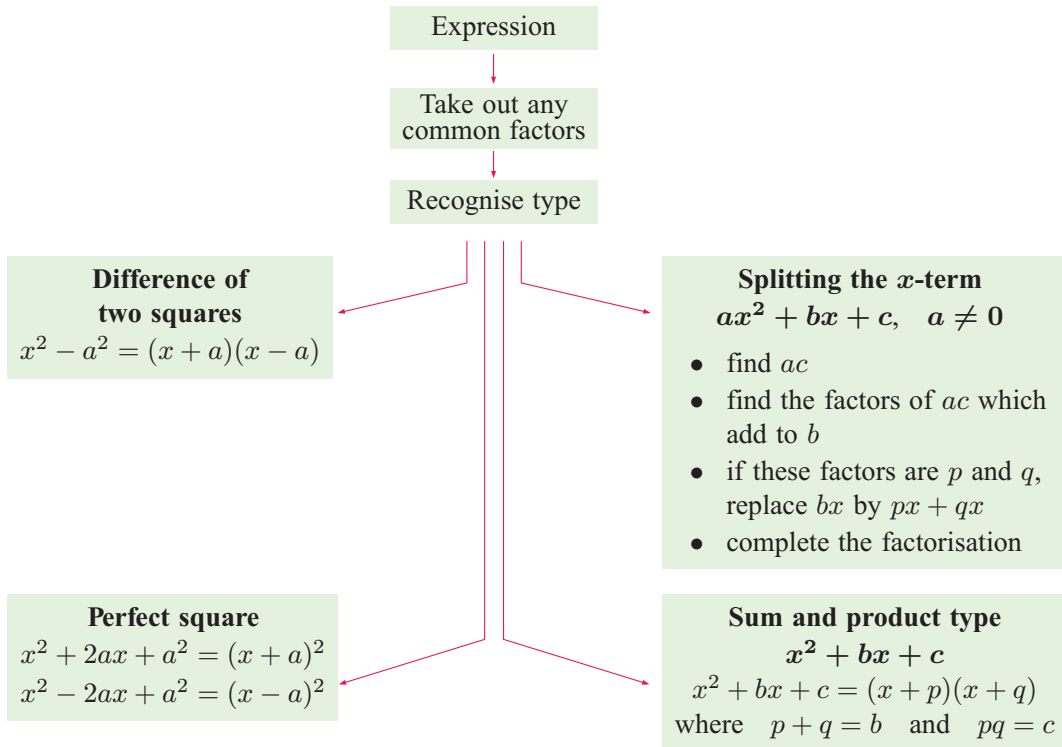 Expression
Take out any
common factors
Recognise type
Difference of
two squares
x² − a² = (x + a)(x − a)
Splitting the x-term
ax² + bx + c, a ≠ 0
• find ac
• find the factors of ac which
add to b
• if these factors are p and q,
replace bx by px + qx
• complete the factorisation
Perfect square
x² + 2ax + a² = (x + a)²
x² − 2ax + a² = (x − a)²
Sum and product type
x² + bx + c
x² + bx + c = (x + p)(x + q)
where p + q = b and pq = c